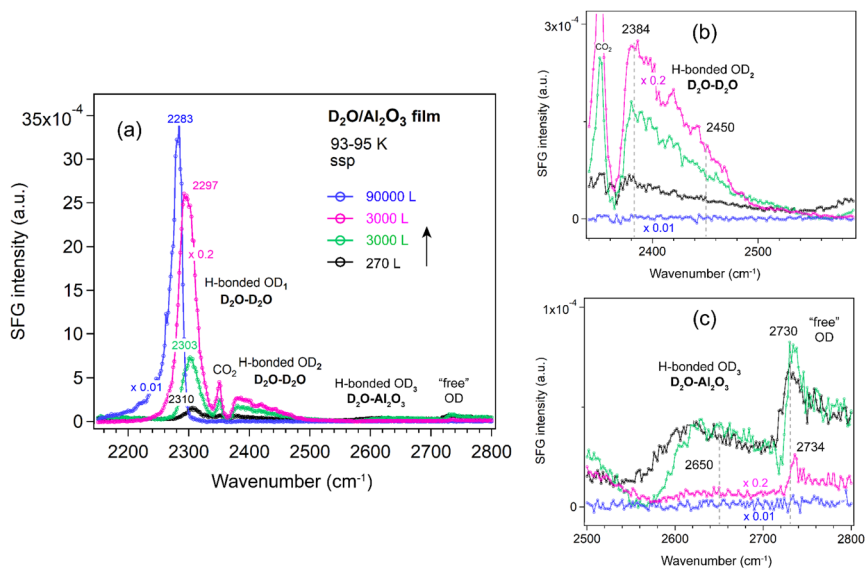 (a)
D₂O/Al₂O₃ film
93-95 K
ssp
90000 L
3000 L
3000 L
270 L
2283
2297
x 0.2
H-bonded OD₁
D₂O–D₂O
2303
CO₂
H-bonded OD₂
D₂O–D₂O
x 0.01
2310
H-bonded OD₃
D₂O-Al₂O₃
"free"
OD
SFG intensity (a.u.)
35x10⁻⁴
30
25
20
15
10
5
0
2200
2300
2400
2500
2600
2700
2800
Wavenumber (cm⁻¹)
(b)
3x10⁻⁴
0
SFG intensity (a.u.)
CO₂
2384
x 0.2
H-bonded OD₂
D₂O-D₂O
2450
x 0.01
2400
2500
Wavenumber (cm⁻¹)
(c)
1x10⁻⁴
0
SFG intensity (a.u.)
2730
"free"
OD
H-bonded OD₃
D₂O-Al₂O₃
2650
2734
x 0.2
x 0.01
2500
2600
2700
2800
Wavenumber (cm⁻¹)